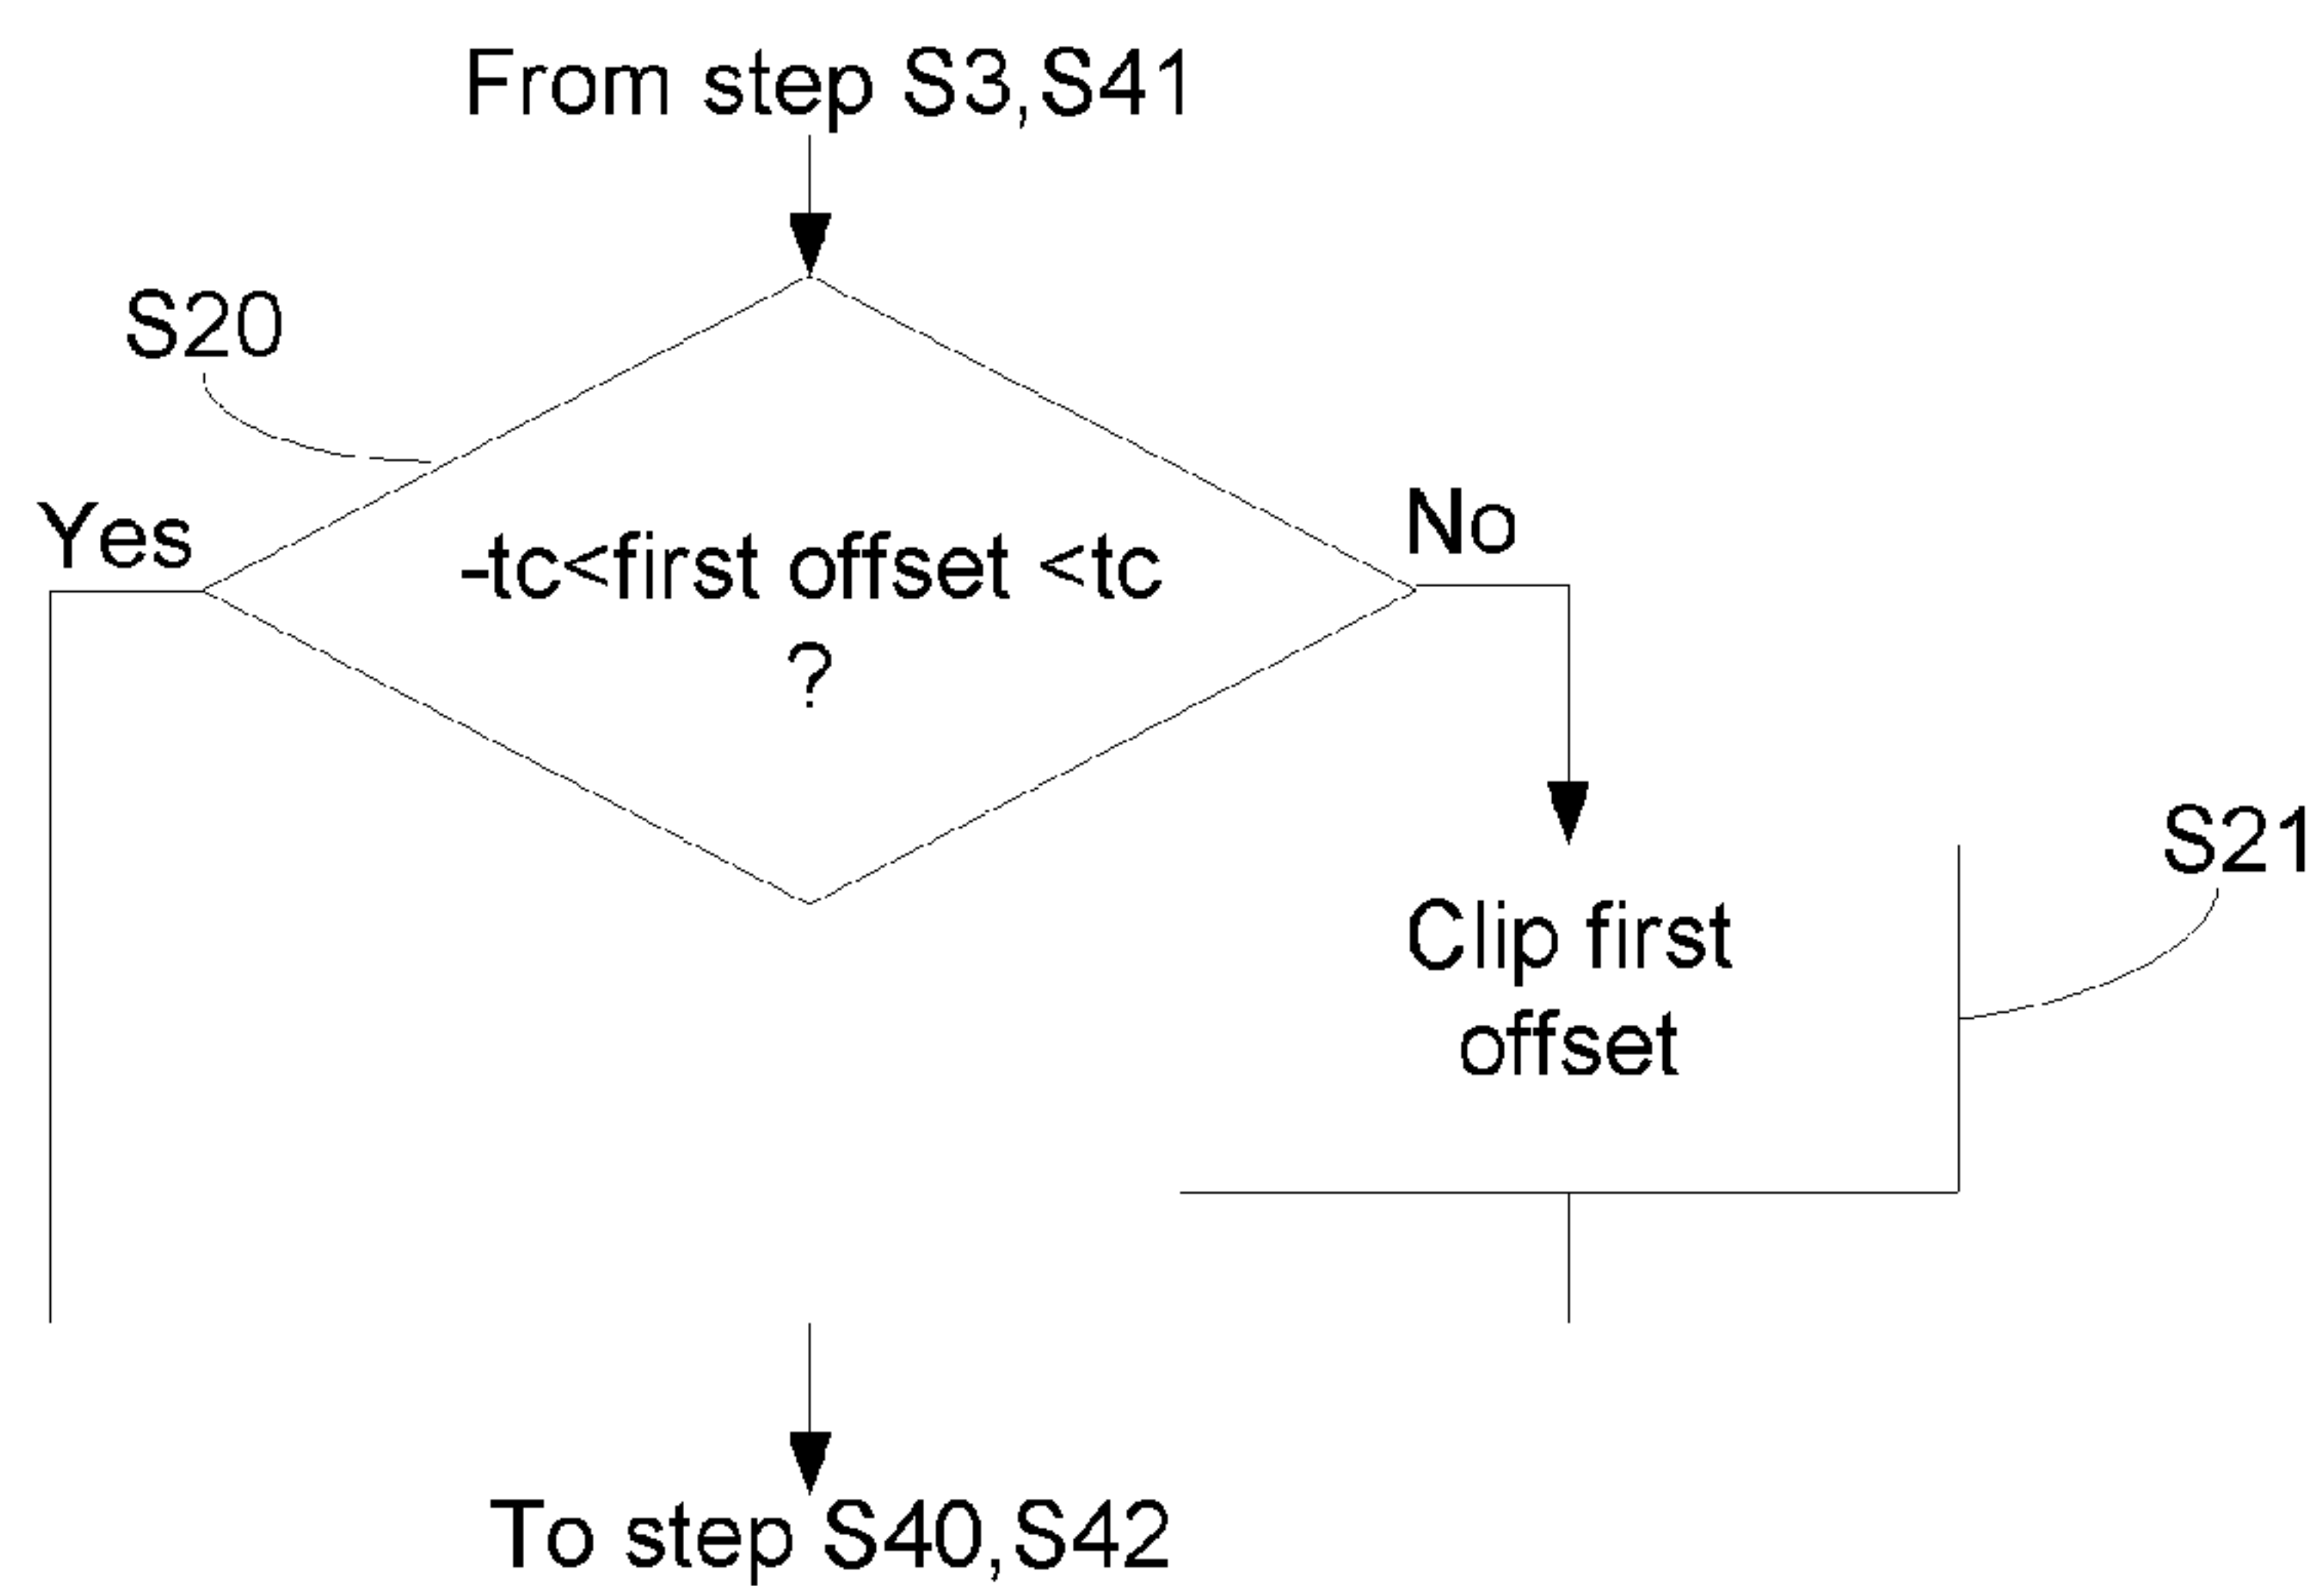 From step S3,S41
S20
Yes
No
-tc<first offset <tc
?
S21
Clip first
offset
To step S40,S42